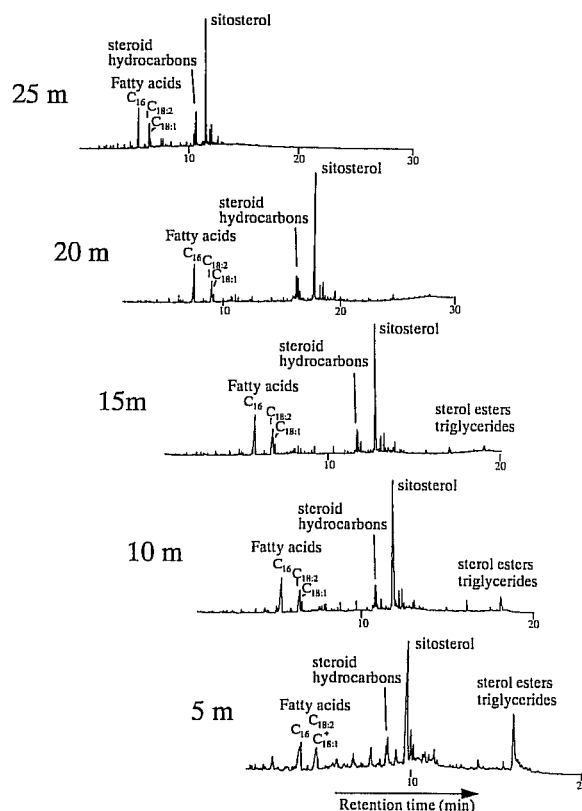 sitosterol
steroid
hydrocarbons
Fatty acids
C16 C18:2
C18:1
25 m
10
20
30
sitosterol
steroid
hydrocarbons
Fatty acids
C16 C18:2
C18:1
20 m
10
20
30
sitosterol
steroid
hydrocarbons
Fatty acids
C16 C18:2
C18:1
15m
sterol esters
triglycerides
10
20
sitosterol
steroid
hydrocarbons
Fatty acids
C16 C18:2
C18:1
10 m
sterol esters
triglycerides
10
20
sitosterol
steroid
hydrocarbons
sterol esters
triglycerides
Fatty acids
C18:2
+
C16 C18:1
5 m
10
Retention time (min)